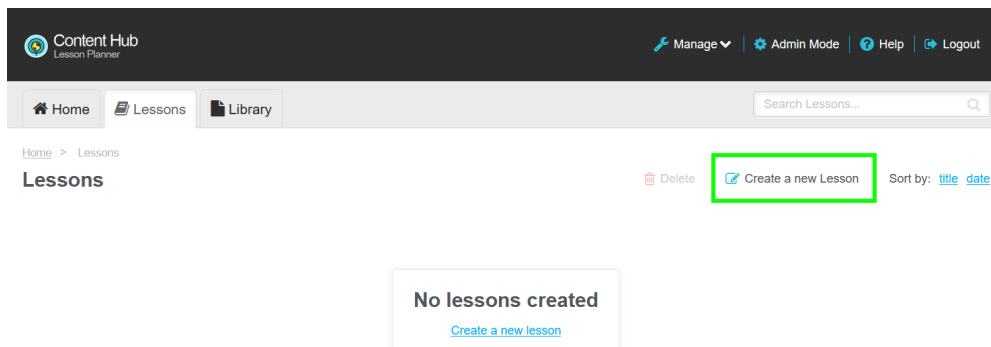 Content Hub
Lesson Planner
Manage
Admin Mode
Help
Logout
Home
Lessons
Library
Search Lessons...
Home > Lessons
Lessons
Delete
Create a new Lesson
Sort by: title date
No lessons created
Create a new lesson